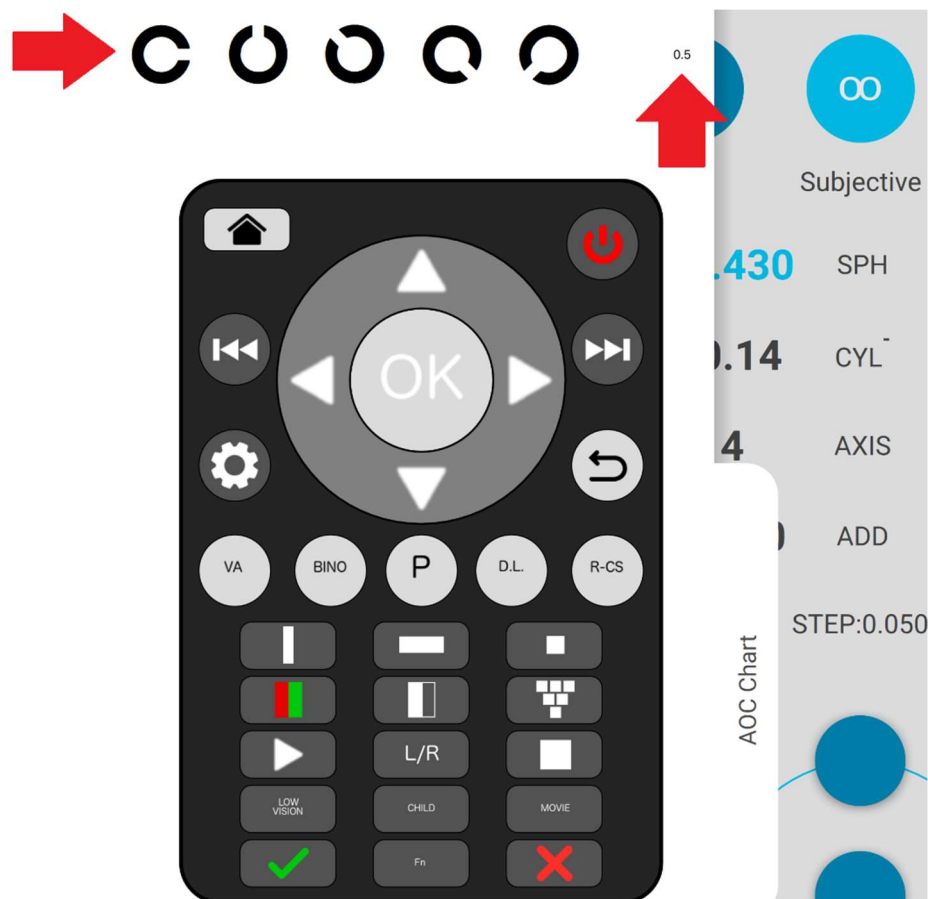 0.5
∞
Subjective
.430 SPH
.14 CYL-
4 AXIS
ADD
STEP:0.050
OK
VA BINO P D.L. R-CS
L/R
LOW VISION
CHILD
MOVIE
Fn
AOC Chart